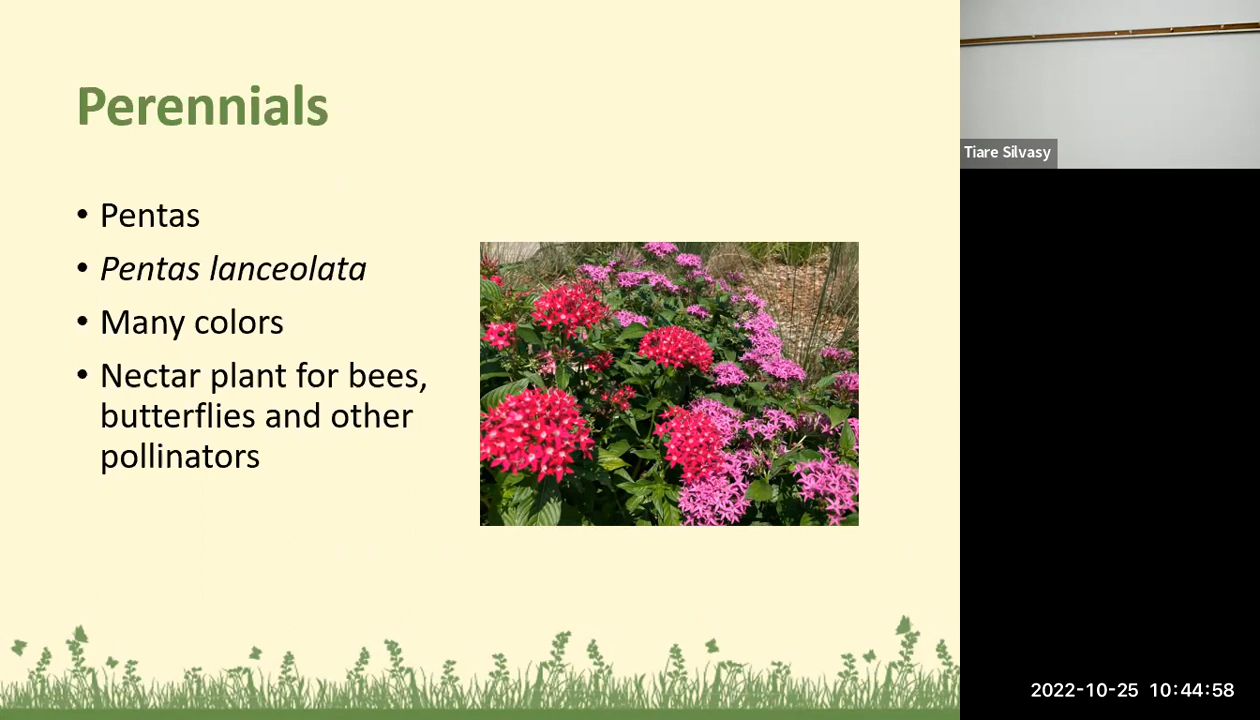 Perennials
• Pentas
• Pentas lanceolata
• Many colors
• Nectar plant for bees,
butterflies and other
pollinators
Tiare Silvasy
2022-10-25 10:44:58